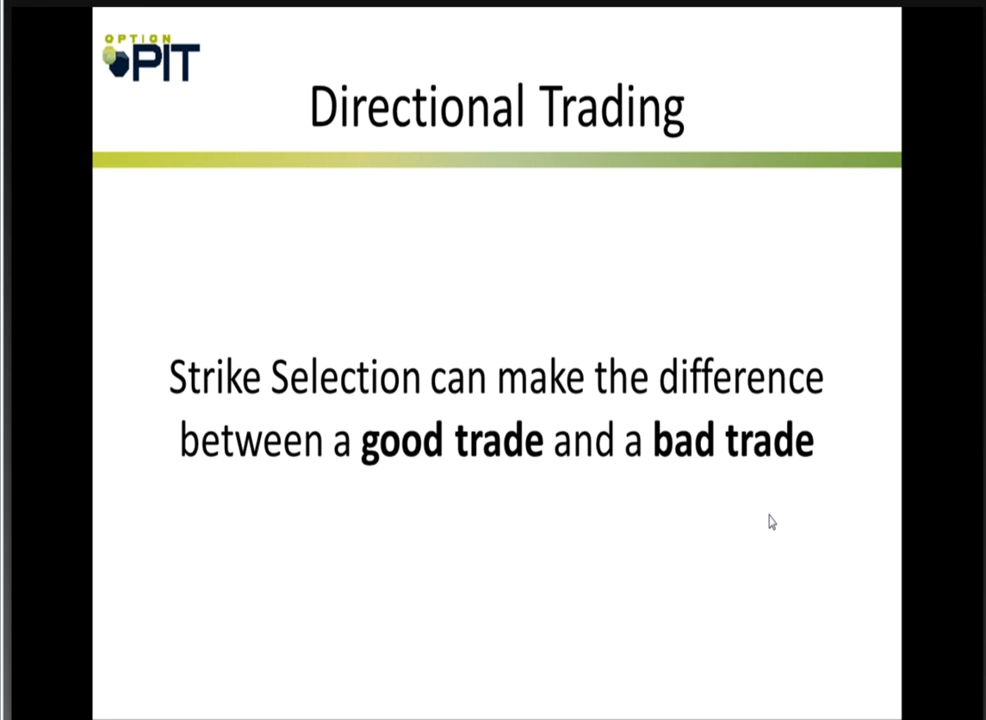 OPTION
PIT
Directional Trading
Strike Selection can make the difference
between a good trade and a bad trade